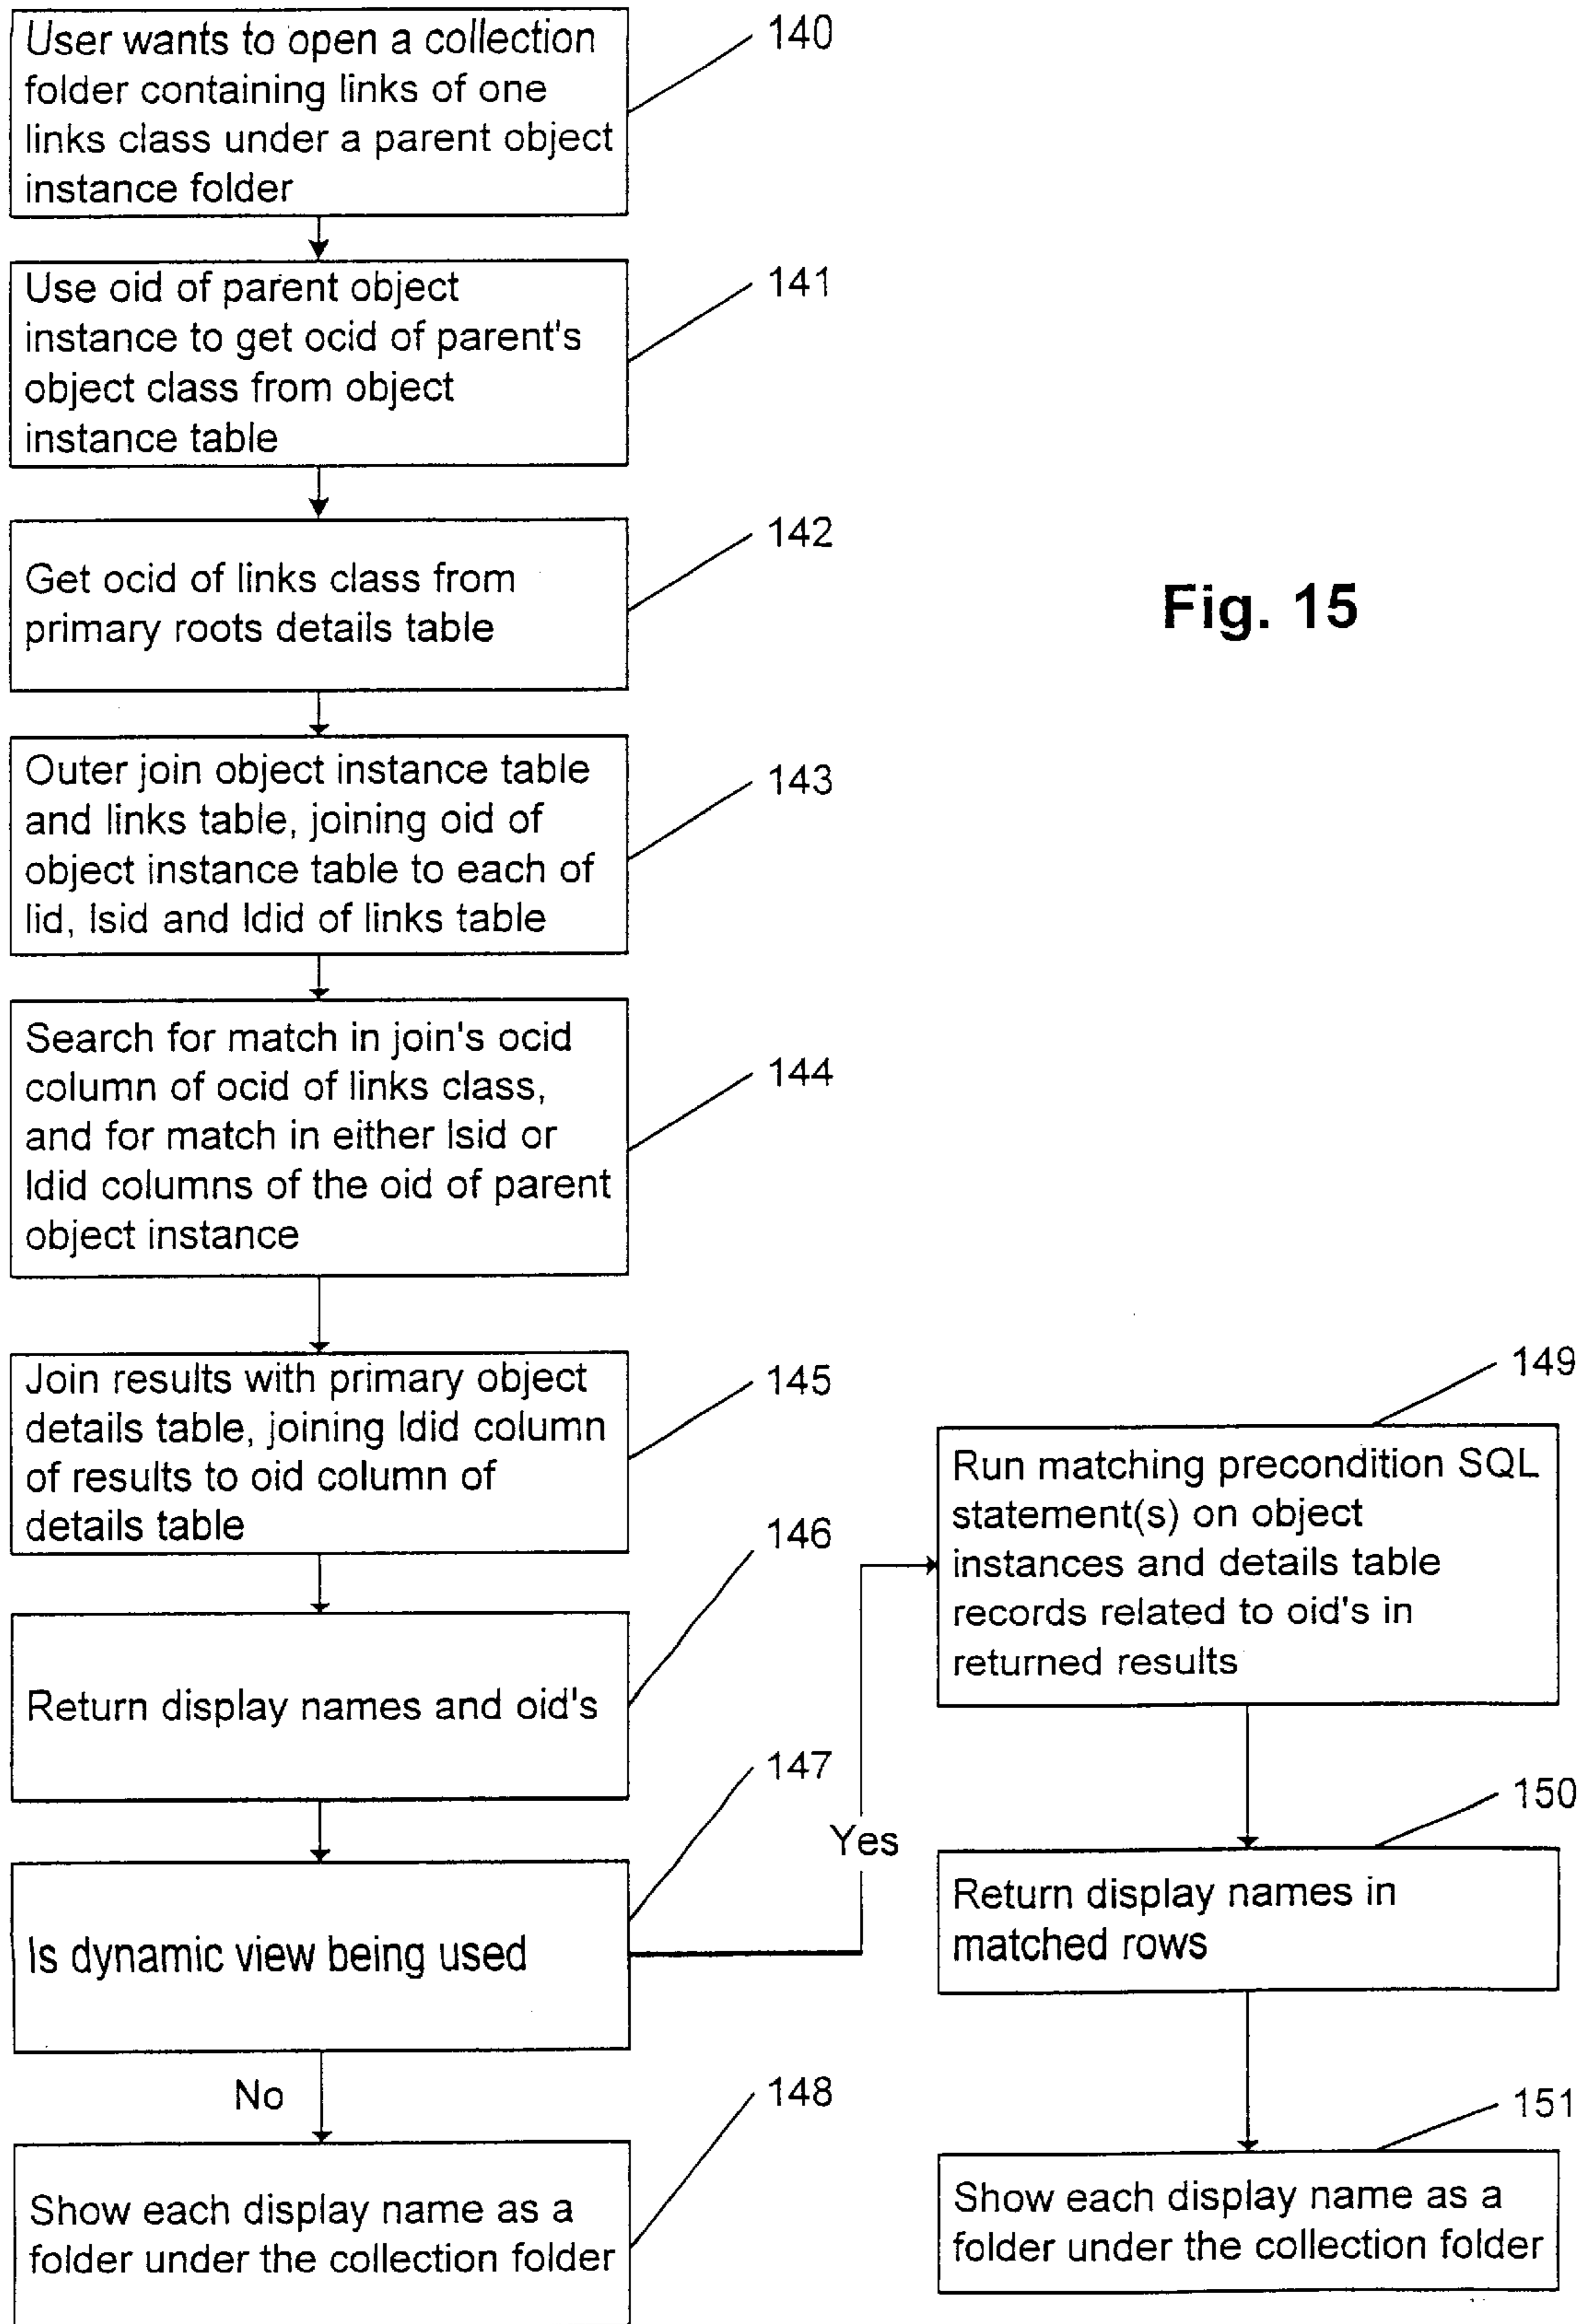 User wants to open a collection
folder containing links of one
links class under a parent object
instance folder
140
Use oid of parent object
instance to get ocid of parent's
object class from object
instance table
141
Get ocid of links class from
primary roots details table
142
Fig. 15
Outer join object instance table
and links table, joining oid of
object instance table to each of
lid, lsid and ldid of links table
143
Search for match in join's ocid
column of ocid of links class,
and for match in either lsid or
ldid columns of the oid of parent
object instance
144
Join results with primary object
details table, joining ldid column
of results to oid column of
details table
145
Return display names and oid's
146
Is dynamic view being used
147
Yes
No
Show each display name as a
folder under the collection folder
148
Run matching precondition SQL
statement(s) on object
instances and details table
records related to oid's in
returned results
149
Return display names in
matched rows
150
Show each display name as a
folder under the collection folder
151